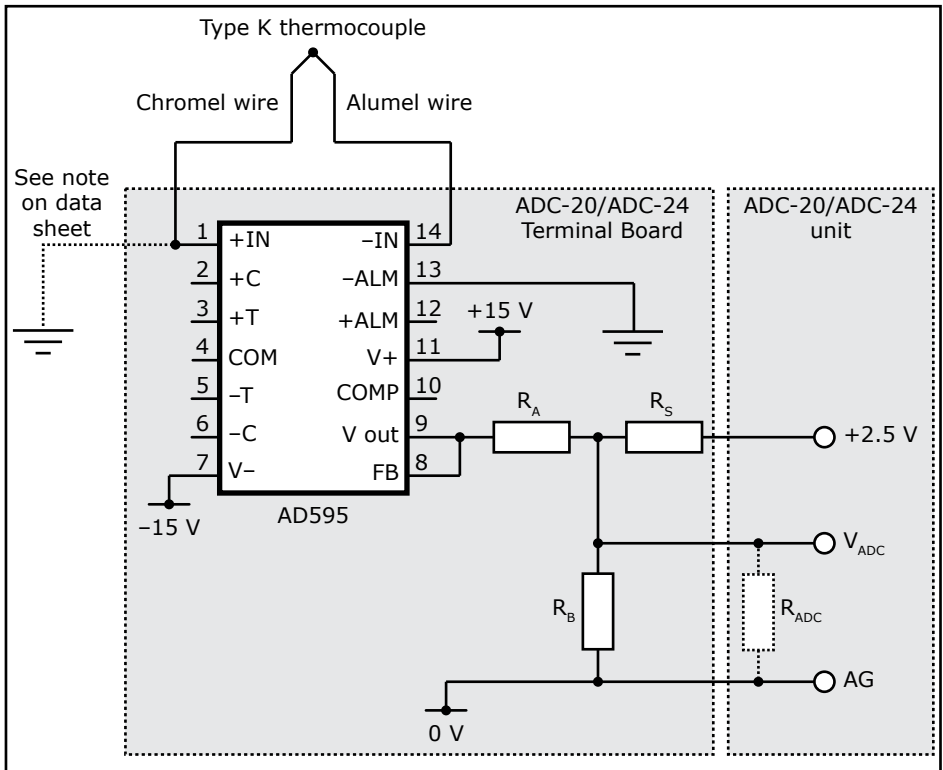 Type K thermocouple
Chromel wire
Alumel wire
See note
on data
sheet
ADC-20/ADC-24
Terminal Board
ADC-20/ADC-24
unit
1 +IN
2 +C
3 +T
4 COM
5 –T
6 –C
7 V–
–IN 14
–ALM 13
+ALM 12
V+ 11
COMP 10
V out 9
FB 8
AD595
+15 V
–15 V
R_A
R_S
+2.5 V
V_ADC
R_B
R_ADC
AG
0 V